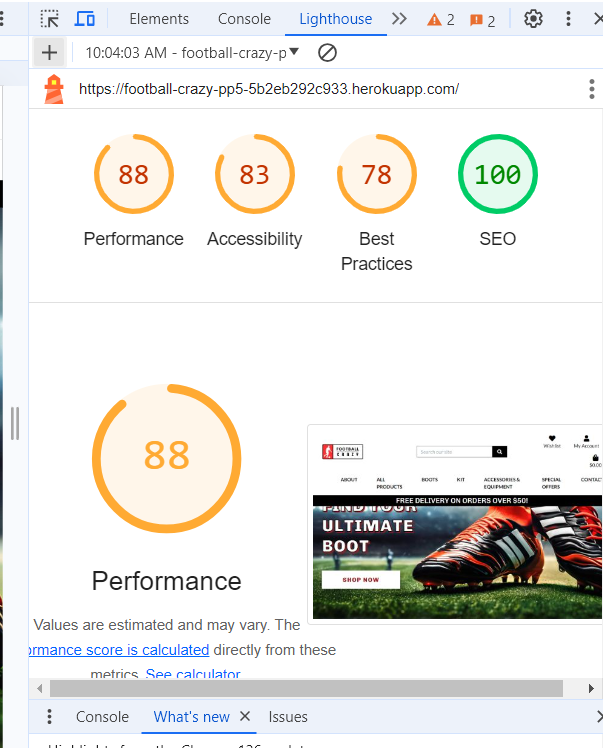 Elements Console Lighthouse 2 2
10:04:03 AM - football-crazy-p
https://football-crazy-pp5-5b2eb292c933.herokuapp.com/
88 83 78 100
Performance Accessibility Best Practices SEO
88
Performance
FOOTBALL
CRAZY
Search our site
Wishlist My Account
$0.00
ABOUT ALL PRODUCTS BOOTS KIT ACCESSORIES & EQUIPMENT SPECIAL OFFERS CONTACT
FREE DELIVERY ON ORDERS OVER $50!
FIND YOUR
ULTIMATE
BOOT
SHOP NOW
Values are estimated and may vary. The
ormance score is calculated directly from these
metrics. See calculator
Console What's new Issues